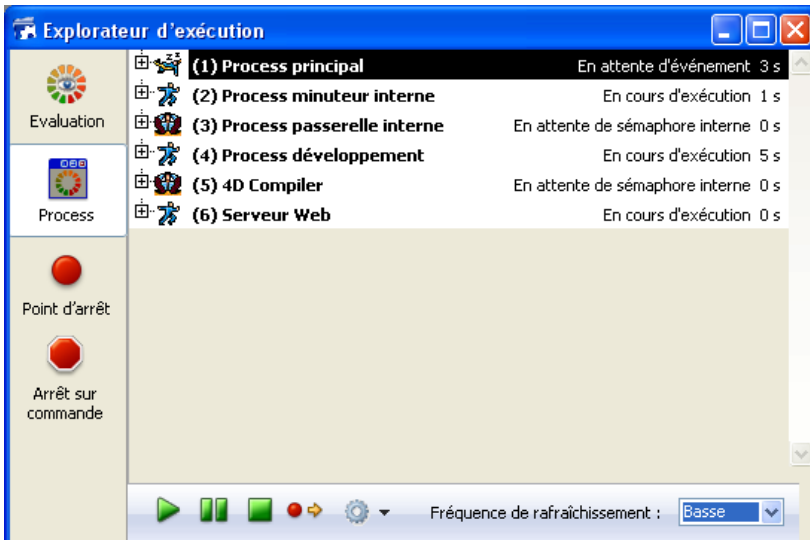 Explorateur d'exécution
Evaluation
Process
Point d'arrêt
Arrêt sur
commande
(1) Process principal En attente d'événement 3 s
(2) Process minuteur interne En cours d'exécution 1 s
(3) Process passerelle interne En attente de sémaphore interne 0 s
(4) Process développement En cours d'exécution 5 s
(5) 4D Compiler En attente de sémaphore interne 0 s
(6) Serveur Web En cours d'exécution 0 s
Fréquence de rafraîchissement : Basse